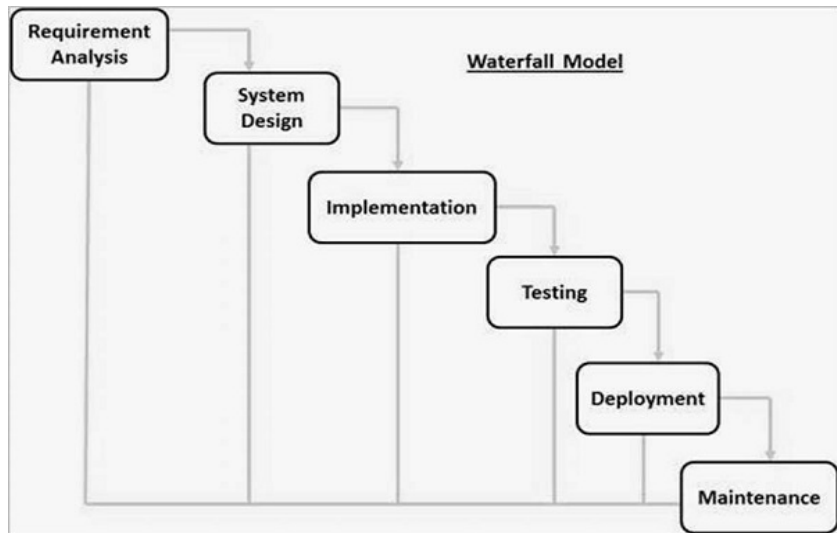 Requirement
Analysis
Waterfall Model
System
Design
Implementation
Testing
Deployment
Maintenance